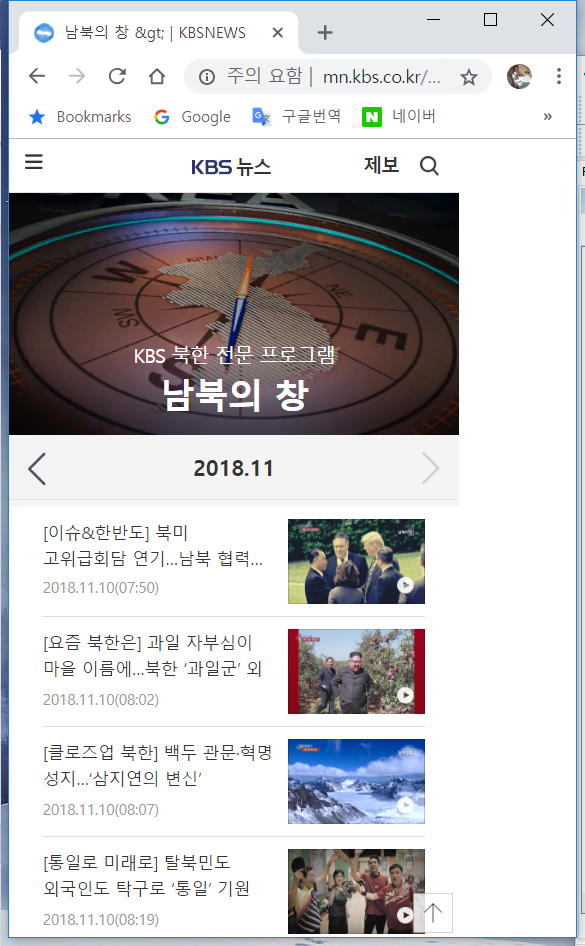 남북의 창 &gt; | KBSNEWS
주의 요함 | mn.kbs.co.kr/...
Bookmarks Google 구글번역 네이버 »
KBS 뉴스 제보
KBS 북한 전문 프로그램
남북의 창
2018.11
[이슈&한반도] 북미
고위급회담 연기...남북 협력...
2018.11.10(07:50)
[요즘 북한은] 과일 자부심이
마을 이름에...북한 ‘과일군’ 외
2018.11.10(08:02)
[클로즈업 북한] 백두 관문·혁명
성지...‘삼지연의 변신’
2018.11.10(08:07)
[통일로 미래로] 탈북민도
외국인도 탁구로 ‘통일’ 기원
2018.11.10(08:19)